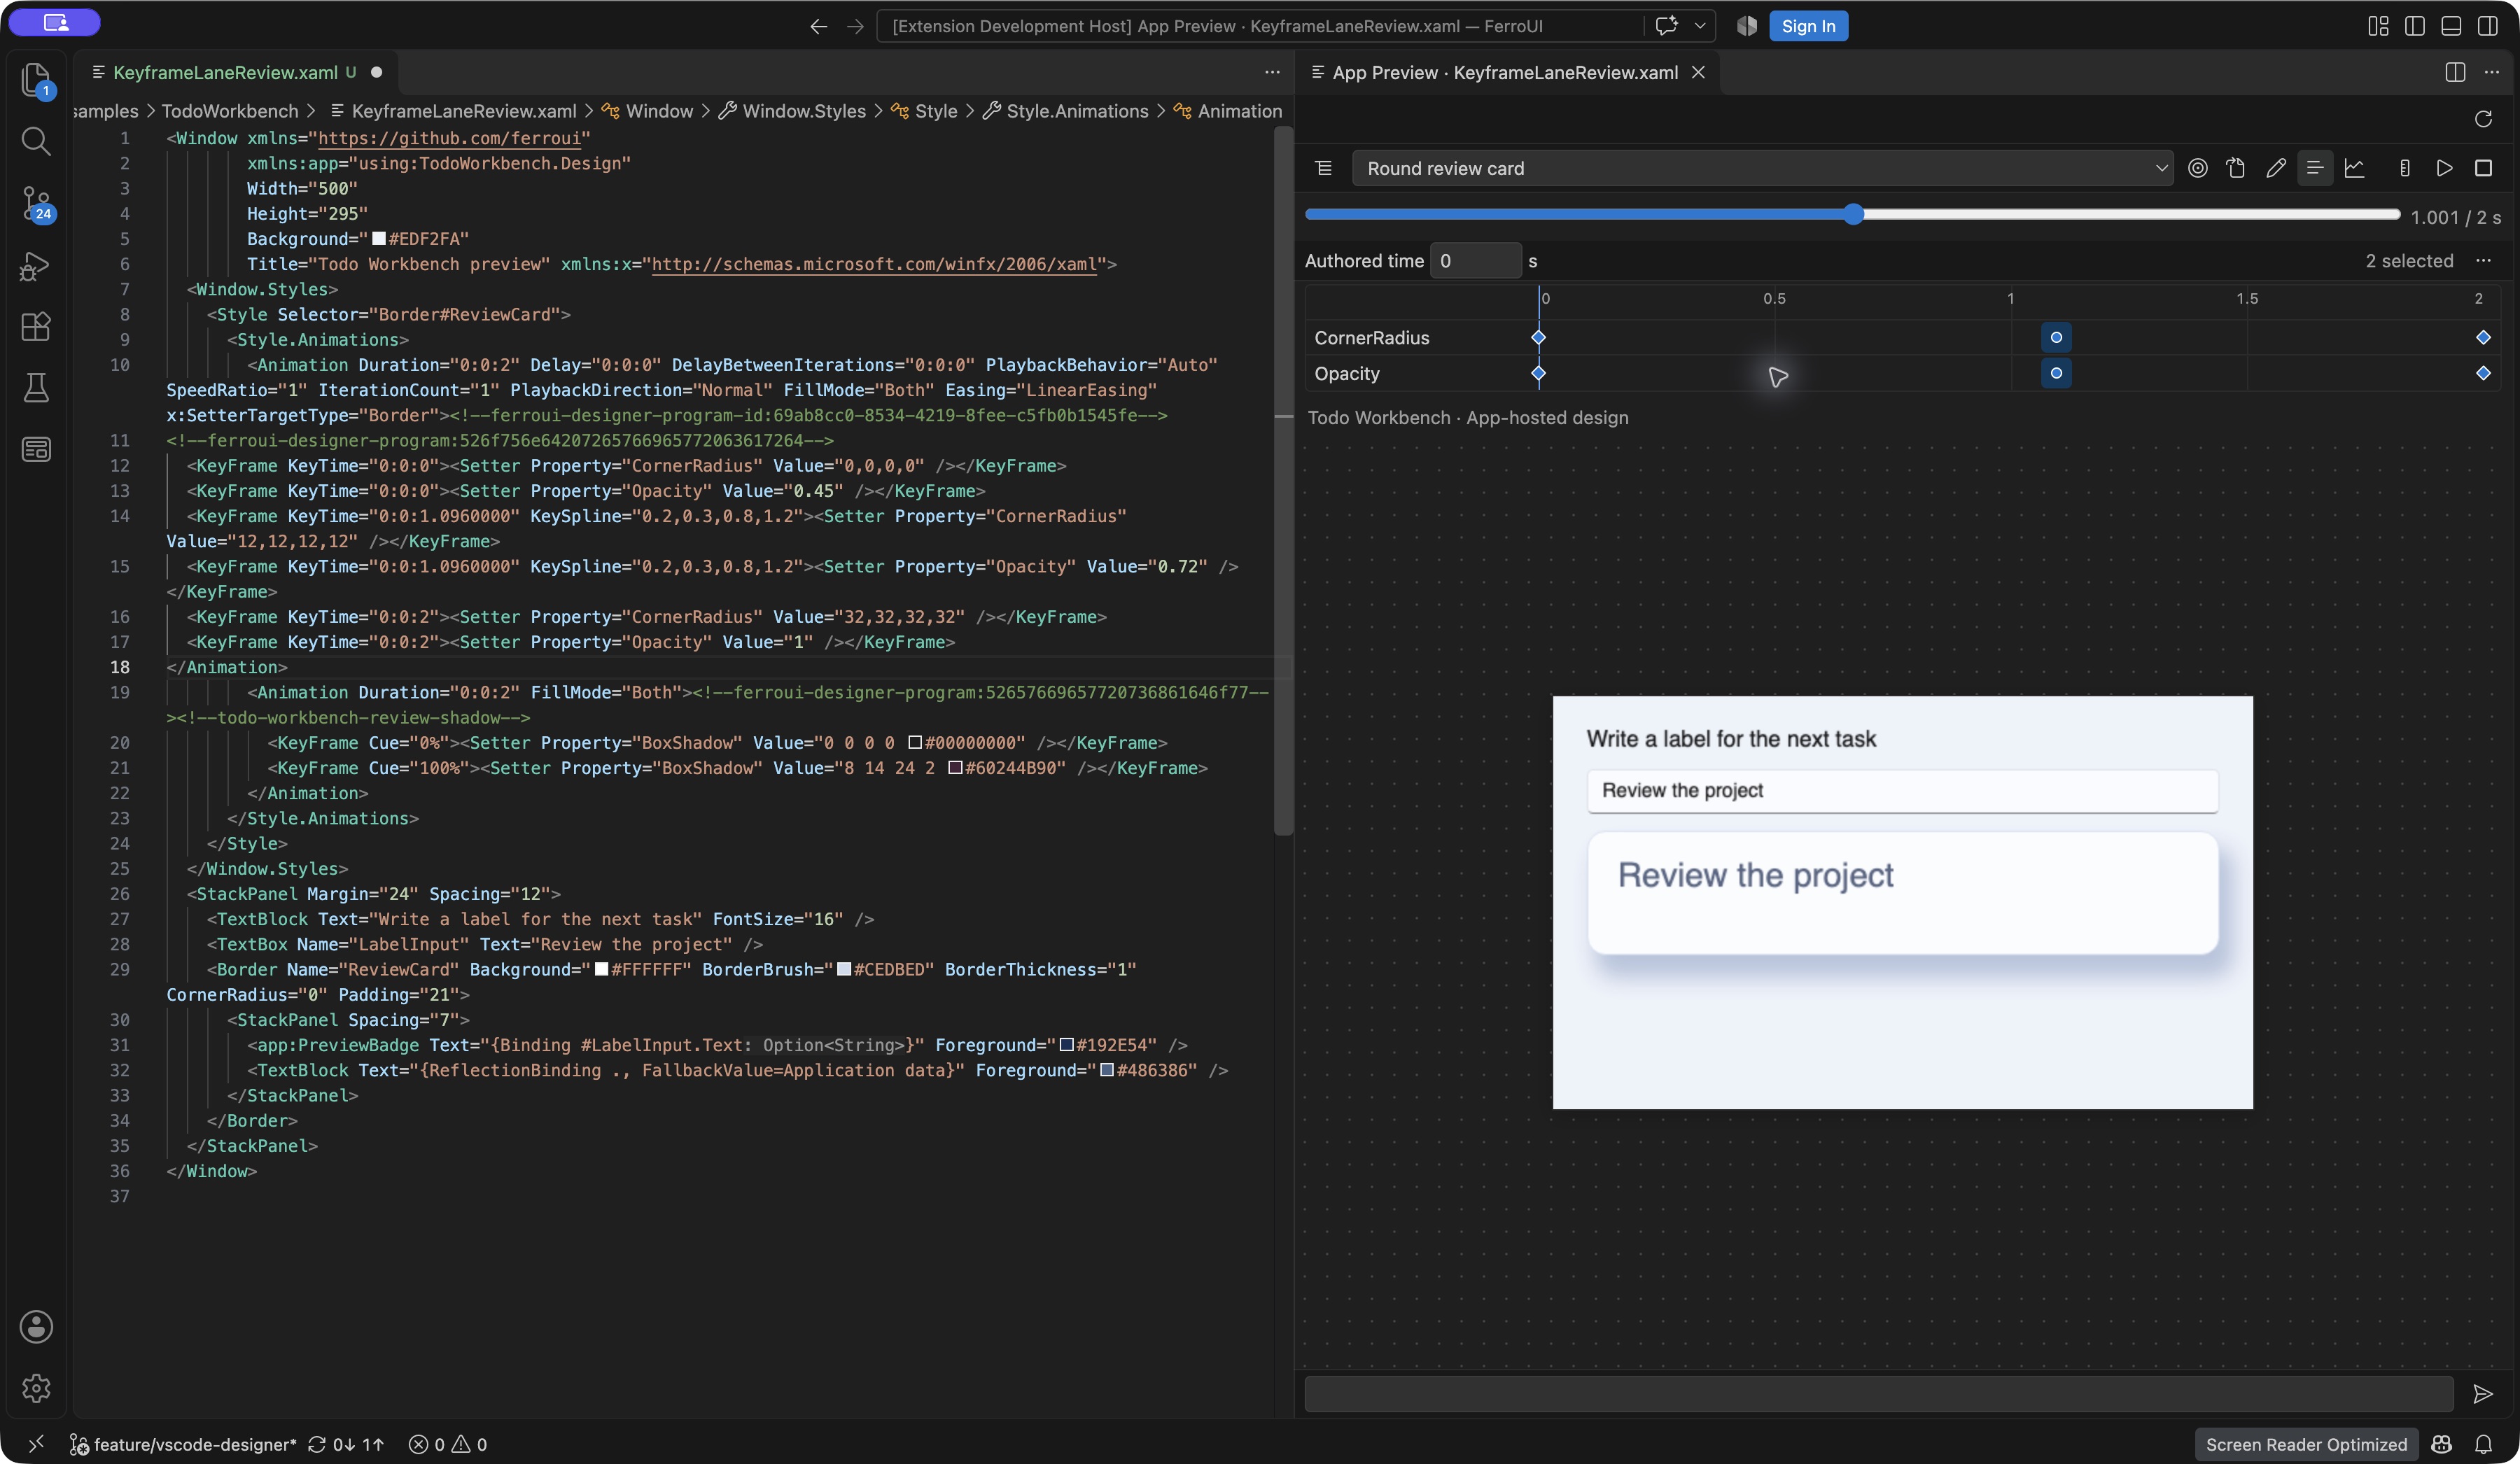 [Extension Development Host] App Preview · KeyframeLaneReview.xaml — FerroUI
Sign In
KeyframeLaneReview.xaml U
samples > TodoWorkbench > KeyframeLaneReview.xaml > Window > Window.Styles > Style > Style.Animations > Animation
1
24
1 <Window xmlns="https://github.com/ferroui"
2 xmlns:app="using:TodoWorkbench.Design"
3 Width="500"
4 Height="295"
5 Background="#EDF2FA"
6 Title="Todo Workbench preview" xmlns:x="http://schemas.microsoft.com/winfx/2006/xaml">
7 <Window.Styles>
8 <Style Selector="Border#ReviewCard">
9 <Style.Animations>
10 <Animation Duration="0:0:2" Delay="0:0:0" DelayBetweenIterations="0:0:0" PlaybackBehavior="Auto"
SpeedRatio="1" IterationCount="1" PlaybackDirection="Normal" FillMode="Both" Easing="LinearEasing"
x:SetterTargetType="Border"><!--ferroui-designer-program-id:69ab8cc0-8534-4219-8fee-c5fb0b1545fe-->
11 <!--ferroui-designer-program:526f756e642072657669657720636172​64-->
12 <KeyFrame KeyTime="0:0:0"><Setter Property="CornerRadius" Value="0,0,0,0" /></KeyFrame>
13 <KeyFrame KeyTime="0:0:0"><Setter Property="Opacity" Value="0.45" /></KeyFrame>
14 <KeyFrame KeyTime="0:0:1.0960000" KeySpline="0.2,0.3,0.8,1.2"><Setter Property="CornerRadius"
Value="12,12,12,12" /></KeyFrame>
15 <KeyFrame KeyTime="0:0:1.0960000" KeySpline="0.2,0.3,0.8,1.2"><Setter Property="Opacity" Value="0.72" />
</KeyFrame>
16 <KeyFrame KeyTime="0:0:2"><Setter Property="CornerRadius" Value="32,32,32,32" /></KeyFrame>
17 <KeyFrame KeyTime="0:0:2"><Setter Property="Opacity" Value="1" /></KeyFrame>
18 </Animation>
19 <Animation Duration="0:0:2" FillMode="Both"><!--ferroui-designer-program:52657669657720736861646f77--
><!--todo-workbench-review-shadow-->
20 <KeyFrame Cue="0%"><Setter Property="BoxShadow" Value="0 0 0 0 #00000000" /></KeyFrame>
21 <KeyFrame Cue="100%"><Setter Property="BoxShadow" Value="8 14 24 2 #60244B90" /></KeyFrame>
22 </Animation>
23 </Style.Animations>
24 </Style>
25 </Window.Styles>
26 <StackPanel Margin="24" Spacing="12">
27 <TextBlock Text="Write a label for the next task" FontSize="16" />
28 <TextBox Name="LabelInput" Text="Review the project" />
29 <Border Name="ReviewCard" Background="#FFFFFF" BorderBrush="#CEDBED" BorderThickness="1"
CornerRadius="0" Padding="21">
30 <StackPanel Spacing="7">
31 <app:PreviewBadge Text="{Binding #LabelInput.Text: Option<String>}" Foreground="#192E54" />
32 <TextBlock Text="{ReflectionBinding ., FallbackValue=Application data}" Foreground="#486386" />
33 </StackPanel>
34 </Border>
35 </StackPanel>
36 </Window>
37
App Preview · KeyframeLaneReview.xaml
Round review card
1.001 / 2 s
Authored time 0 s
2 selected
0 0.5 1 1.5 2
CornerRadius
Opacity
Todo Workbench · App-hosted design
Write a label for the next task
Review the project
Review the project
feature/vscode-designer* 0↓ 1↑ 0 0
Screen Reader Optimized